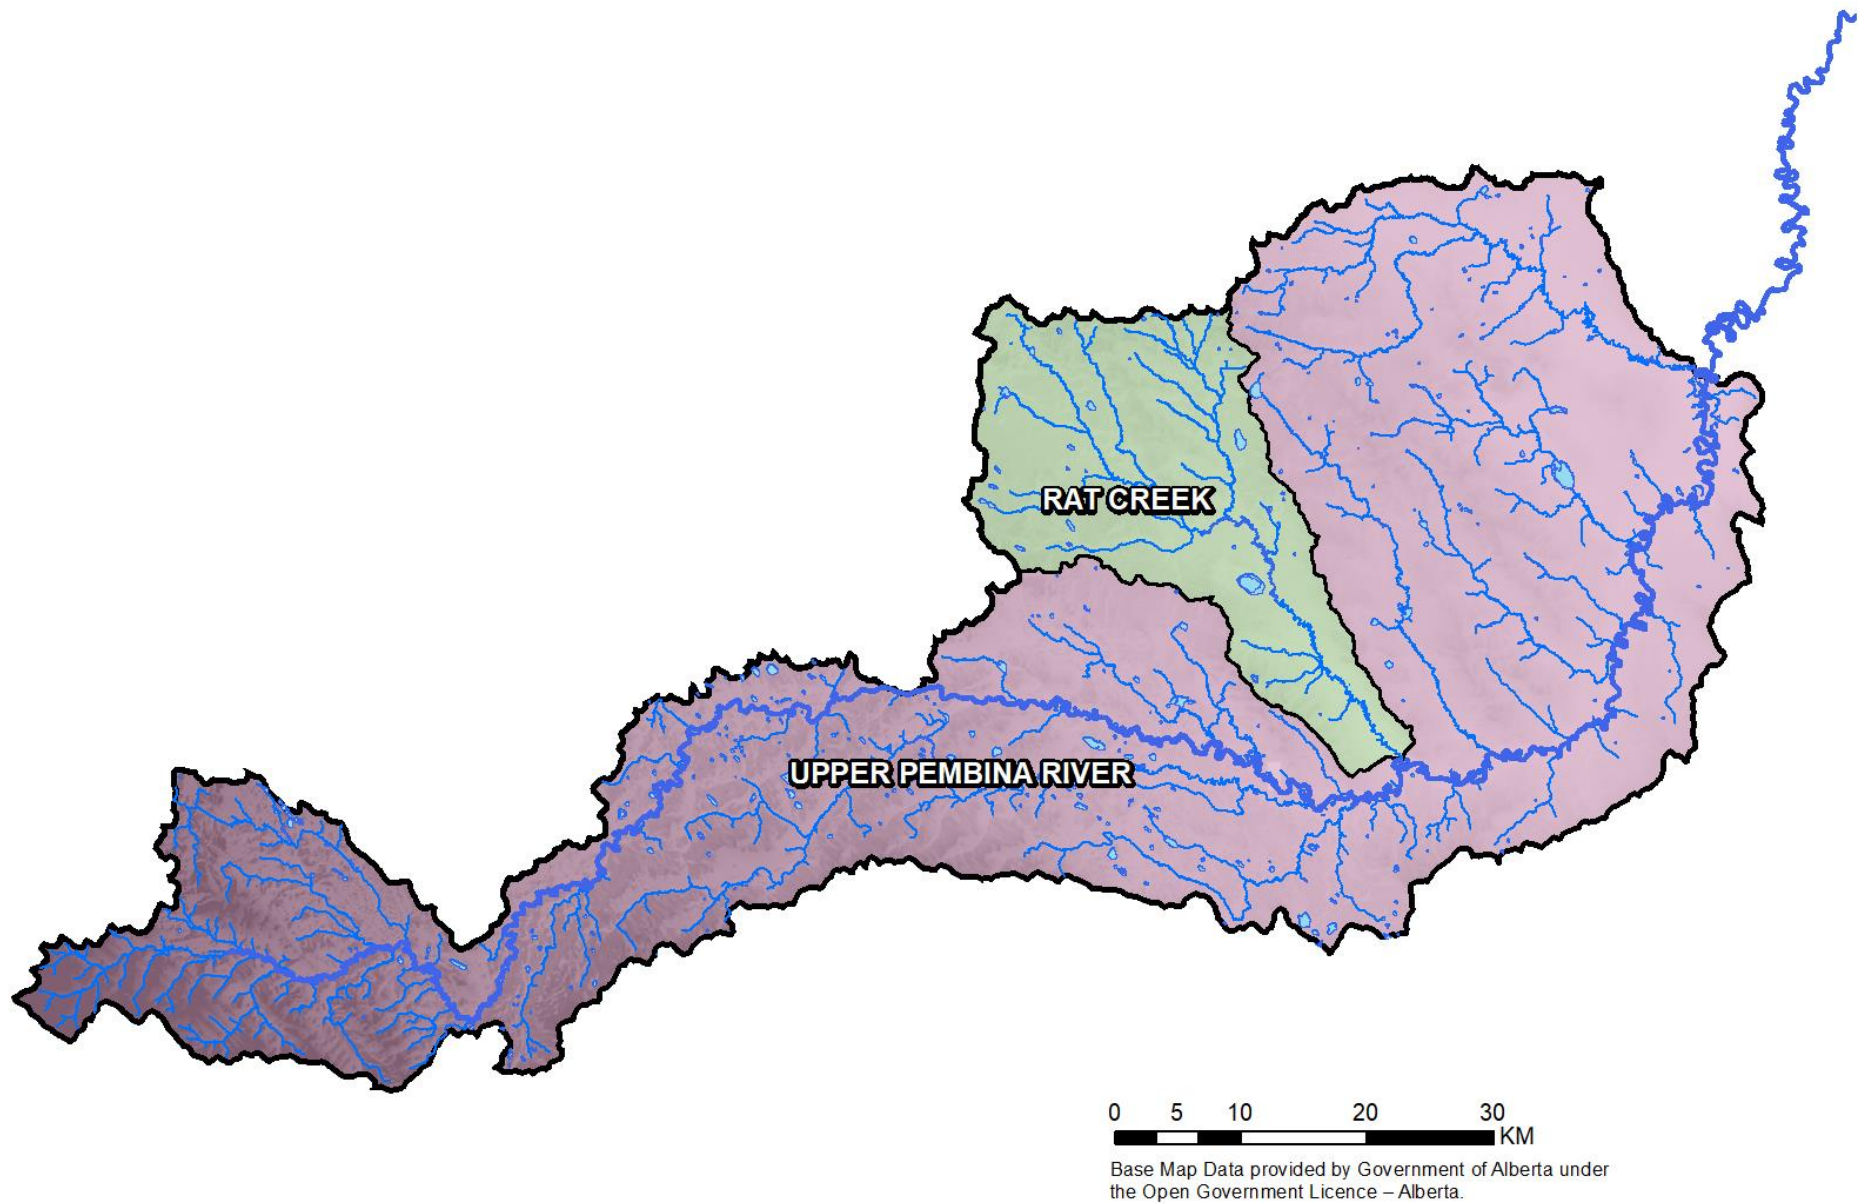 RAT CREEK
UPPER PEMBINA RIVER
0 5 10 20 30
KM
Base Map Data provided by Government of Alberta under
the Open Government Licence – Alberta.